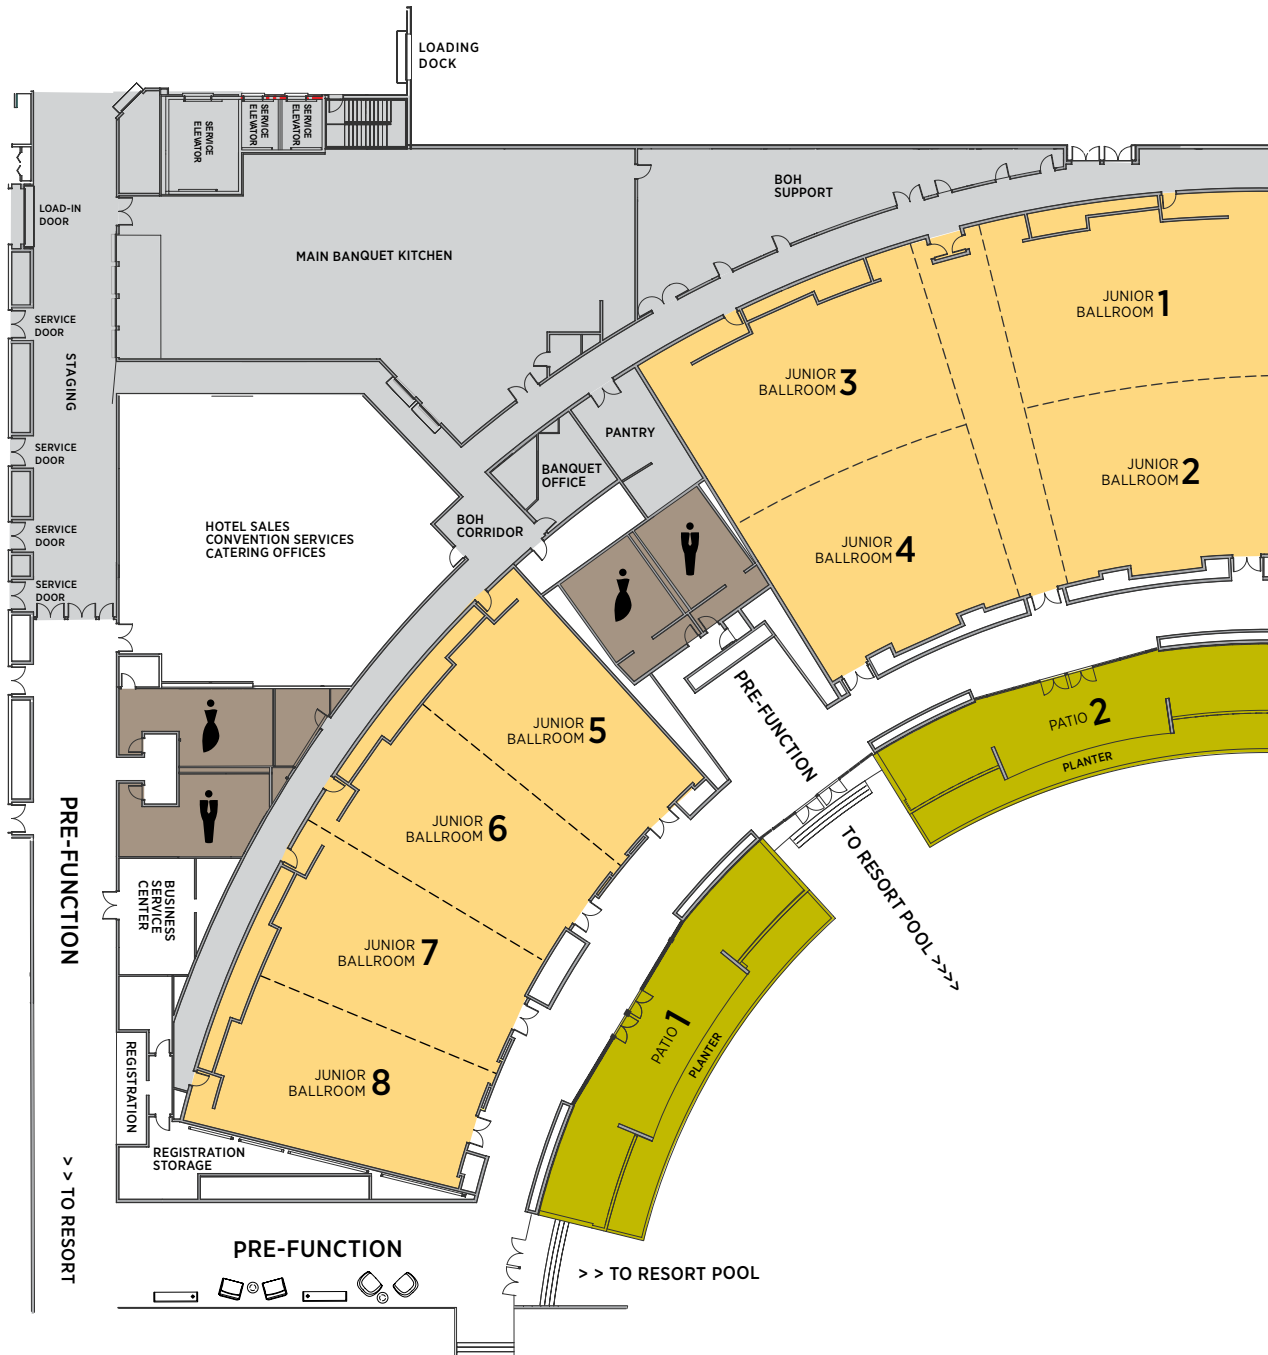 LOADING
DOCK
SERVICE
ELEVATOR
SERVICE
ELEVATOR
SERVICE
ELEVATOR
BOH
SUPPORT
LOAD-IN
DOOR
MAIN BANQUET KITCHEN
JUNIOR
BALLROOM 1
SERVICE
DOOR
STAGING
JUNIOR
BALLROOM 3
PANTRY
SERVICE
DOOR
BANQUET
OFFICE
JUNIOR
BALLROOM 2
HOTEL SALES
CONVENTION SERVICES
CATERING OFFICES
BOH
CORRIDOR
SERVICE
DOOR
JUNIOR
BALLROOM 4
SERVICE
DOOR
PRE-FUNCTION
JUNIOR
BALLROOM 5
PATIO 2
PLANTER
JUNIOR
BALLROOM 6
PRE-FUNCTION
TO RESORT POOL >>>>
BUSINESS
SERVICE
CENTER
JUNIOR
BALLROOM 7
PATIO 1
PLANTER
REGISTRATION
JUNIOR
BALLROOM 8
REGISTRATION
STORAGE
> > TO RESORT
PRE-FUNCTION
> > TO RESORT POOL